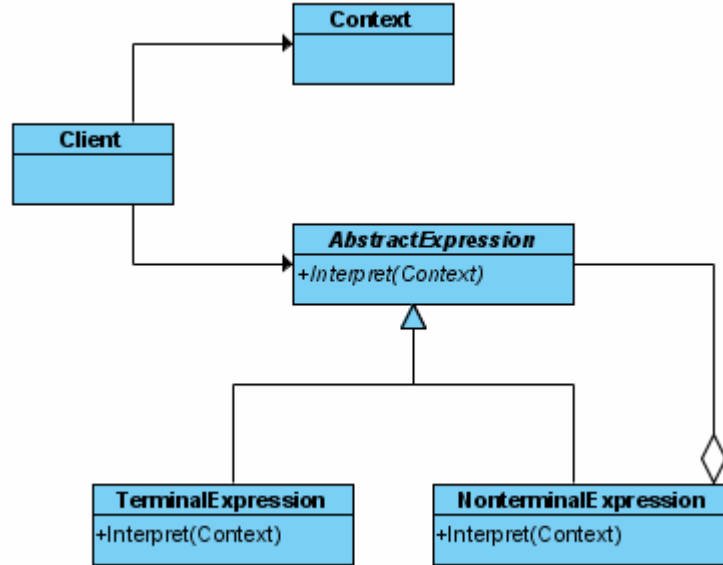 Context
Client
AbstractExpression
+Interpret(Context)
TerminalExpression
+Interpret(Context)
NonterminalExpression
+Interpret(Context)